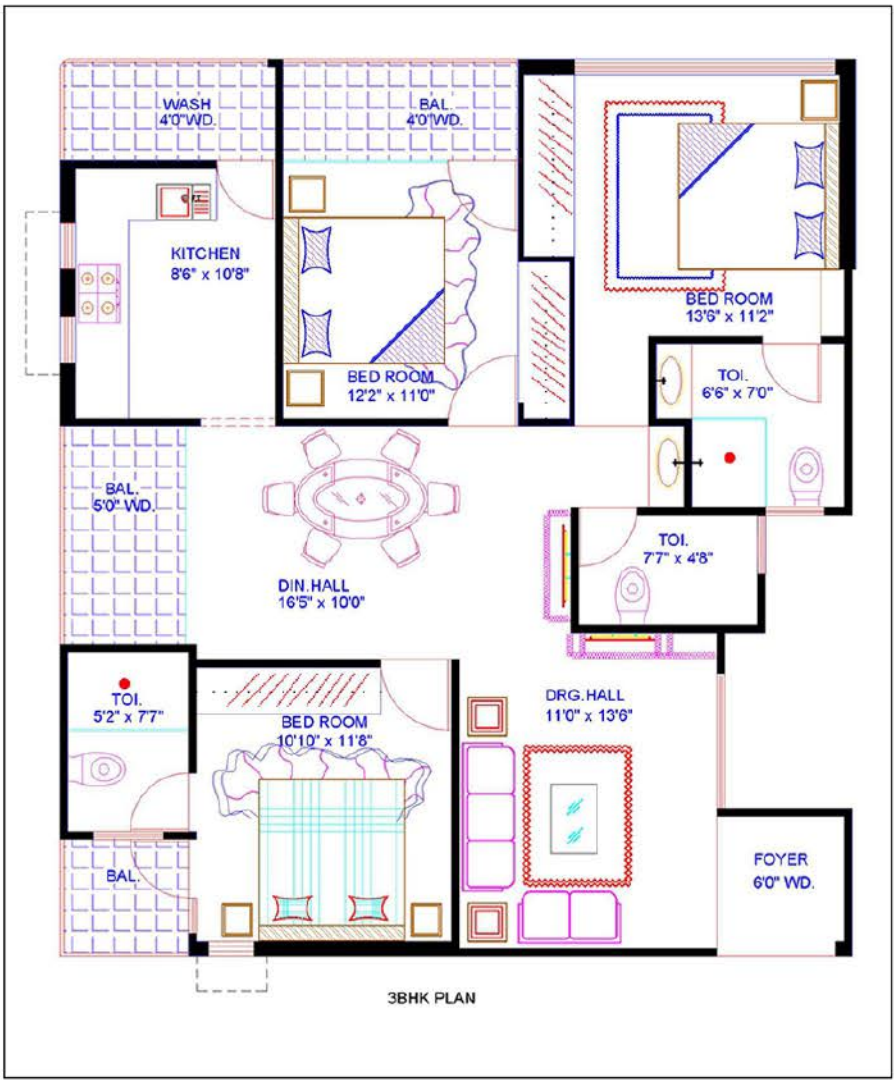 WASH
4'0"WD.
BAL.
4'0"WD.
KITCHEN
8'6" x 10'8"
BED ROOM
13'6" x 11'2"
BED ROOM
12'2" x 11'0"
TOI.
6'6" x 7'0"
BAL.
5'0" WD.
TOI.
7'7" x 4'8"
DIN.HALL
16'5" x 10'0"
TOI.
5'2" x 7'7"
DRG.HALL
11'0" x 13'6"
BED ROOM
10'10" x 11'8"
BAL.
FOYER
6'0" WD.
3BHK PLAN